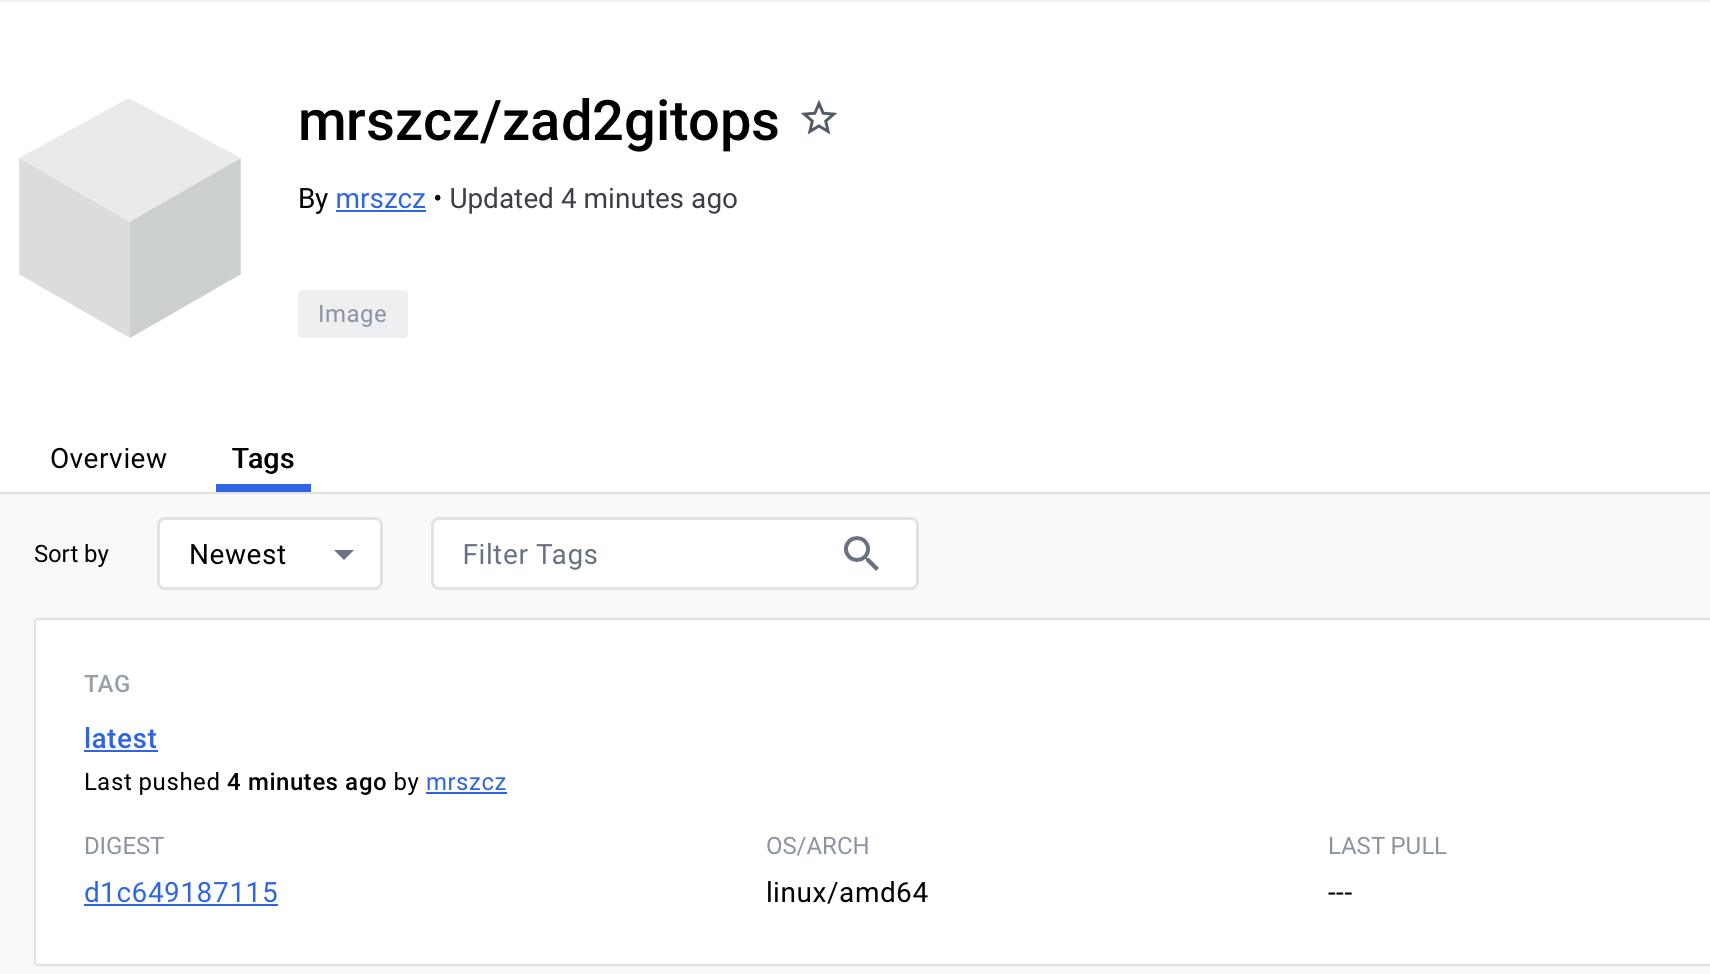 mrszcz/zad2gitops
By mrszcz • Updated 4 minutes ago
Image
Overview Tags
Sort by Newest Filter Tags
TAG
latest
Last pushed 4 minutes ago by mrszcz
DIGEST OS/ARCH LAST PULL
d1c649187115 linux/amd64 ---